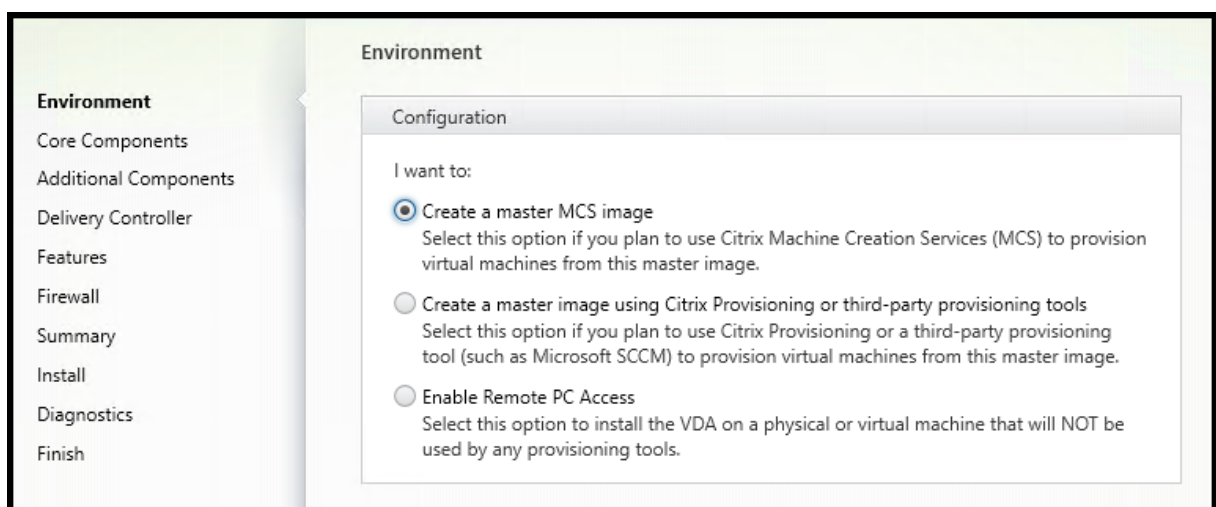 Environment
Environment
Core Components
Additional Components
Delivery Controller
Features
Firewall
Summary
Install
Diagnostics
Finish
Configuration
I want to:
Create a master MCS image
Select this option if you plan to use Citrix Machine Creation Services (MCS) to provision
virtual machines from this master image.
Create a master image using Citrix Provisioning or third-party provisioning tools
Select this option if you plan to use Citrix Provisioning or a third-party provisioning
tool (such as Microsoft SCCM) to provision virtual machines from this master image.
Enable Remote PC Access
Select this option to install the VDA on a physical or virtual machine that will NOT be
used by any provisioning tools.